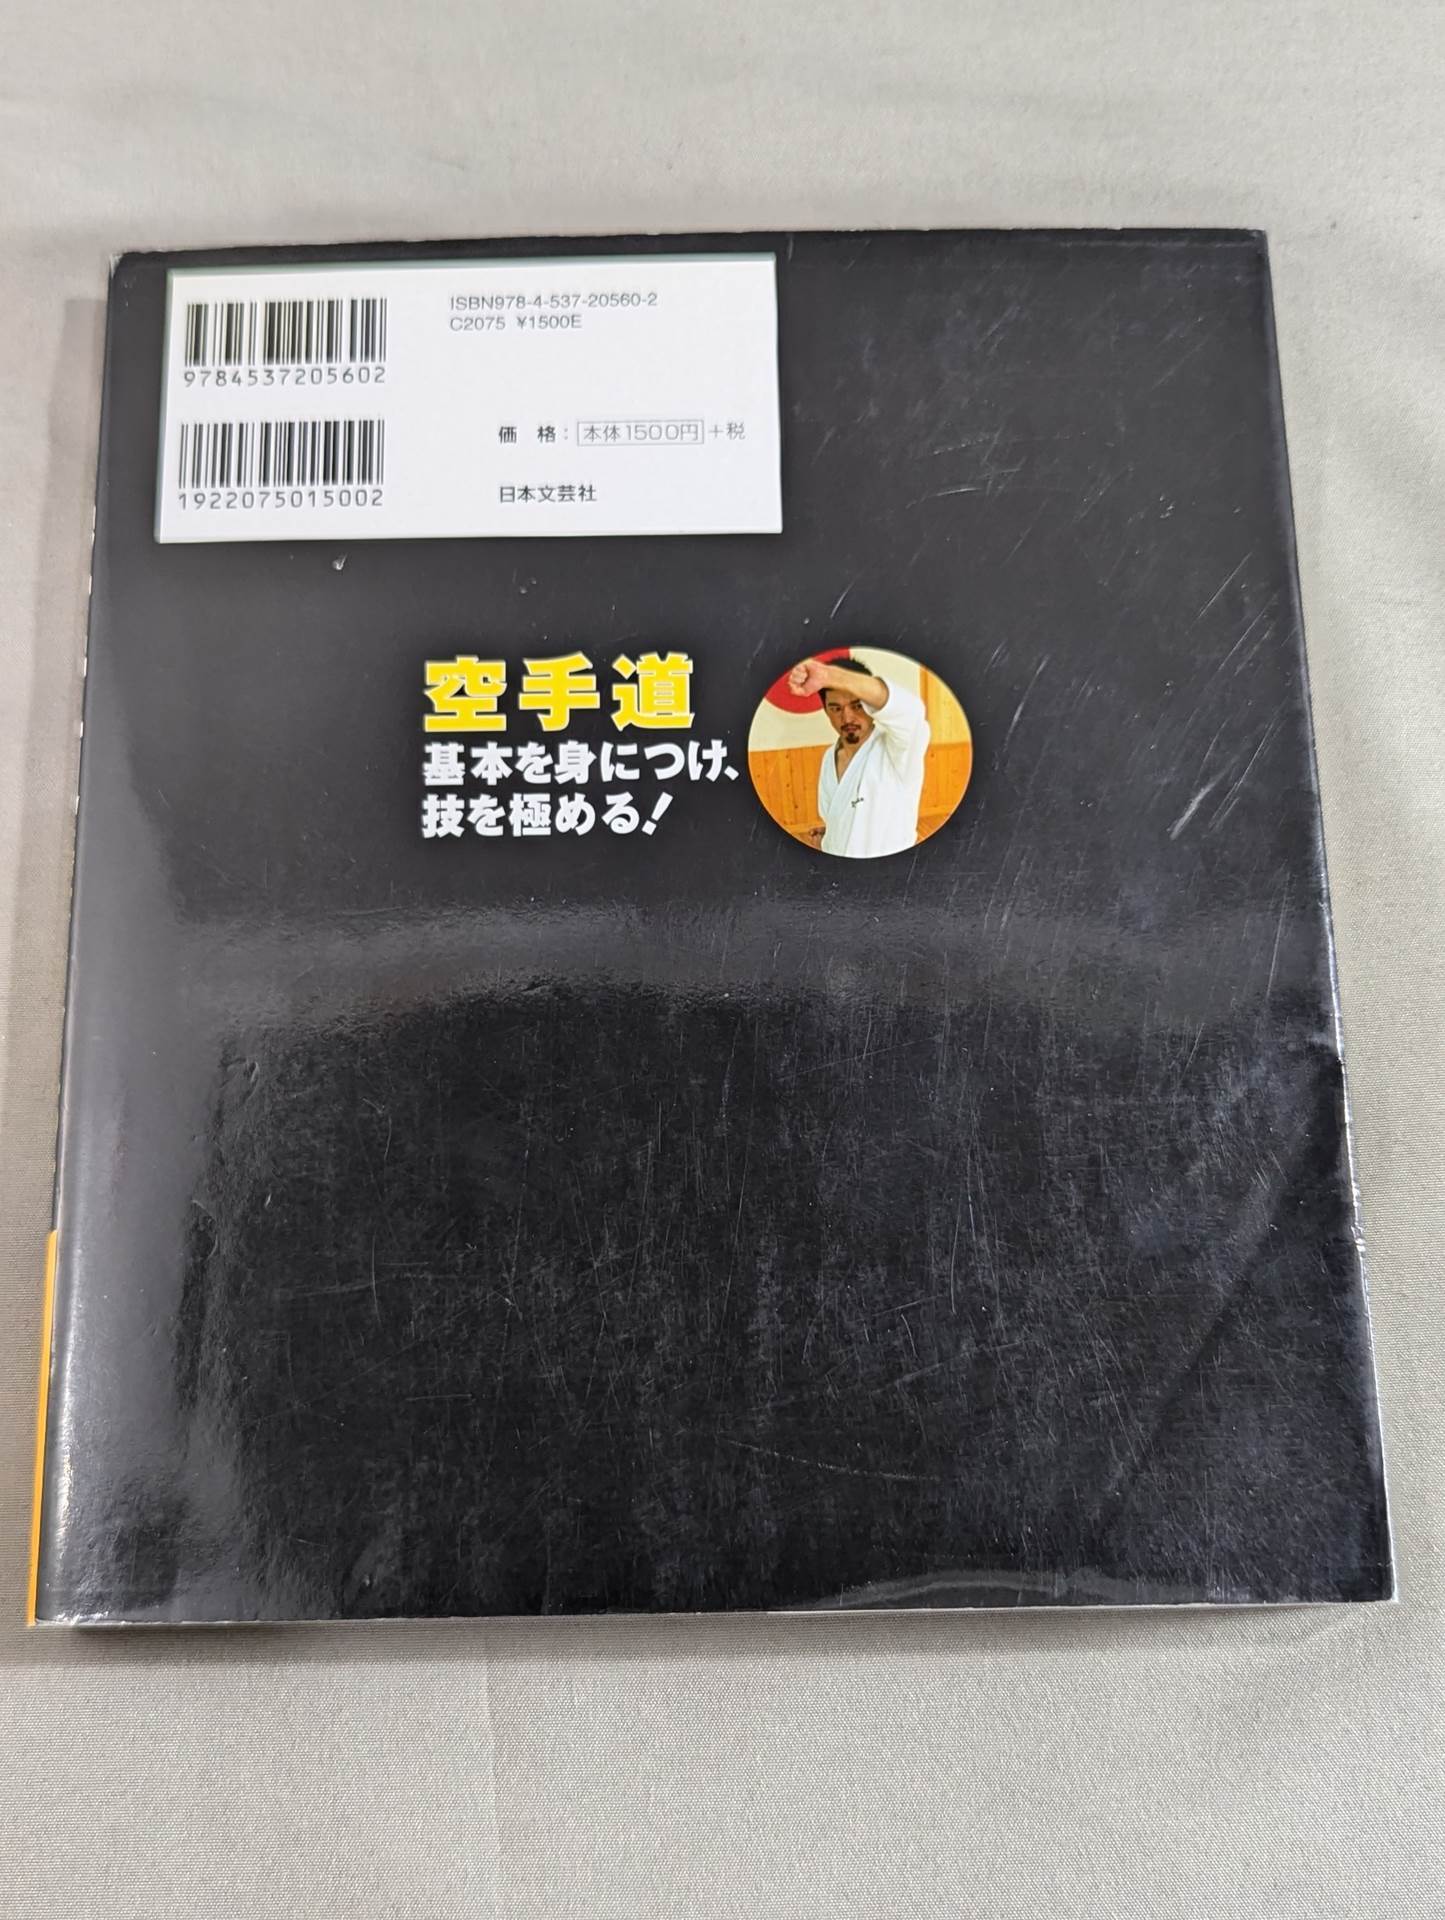 ISBN978-4-537-20560-2
C2075 ¥1500E
9784537205602
価 格：本体1500円＋税
1922075015002
日本文芸社
空手道
基本を身につけ、
技を極める！